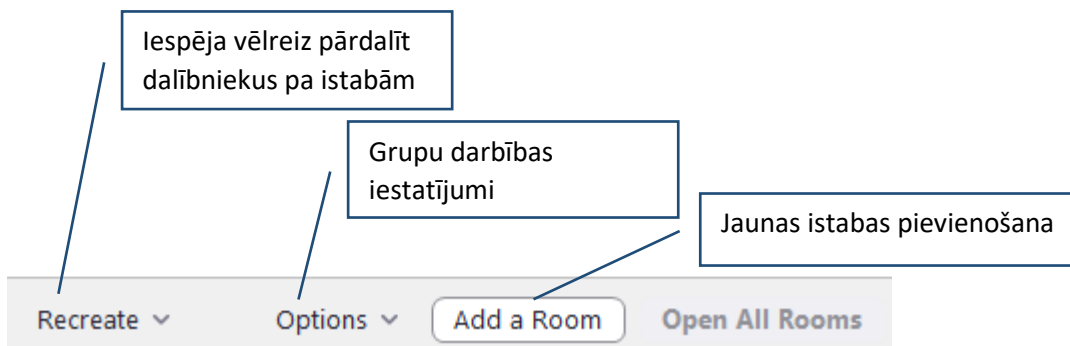 Iespēja vēlreiz pārdalīt
dalībniekus pa istabām
Grupu darbības
iestatījumi
Jaunas istabas pievienošana
Recreate
Options
Add a Room
Open All Rooms